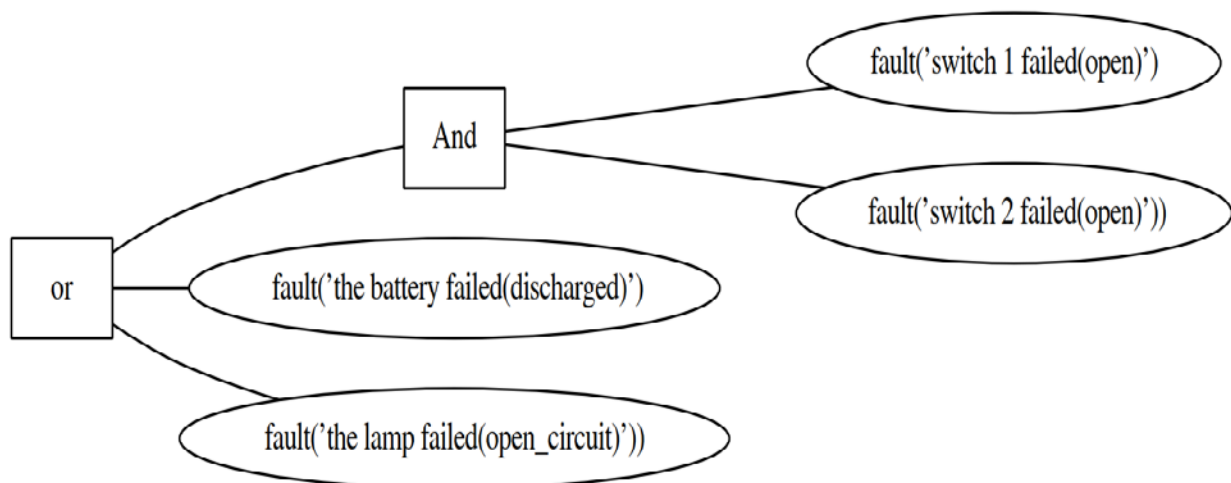 fault(’switch 1 failed(open)’)
And
fault(’switch 2 failed(open)’))
or
fault(’the battery failed(discharged)’)
fault(’the lamp failed(open_circuit)’))